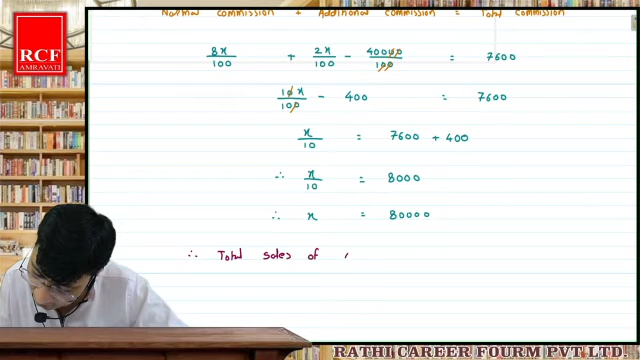 Normal Commission + Additional Commission = Total Commission
RCF
AMRAVATI
8x/100 + 2x/100 - 40000/100 = 7600
10x/100 - 400 = 7600
x/10 = 7600 + 400
∴ x/10 = 8000
∴ x = 80000
∴ Total sales of
RATHI CAREER FOURM PVT LTD.